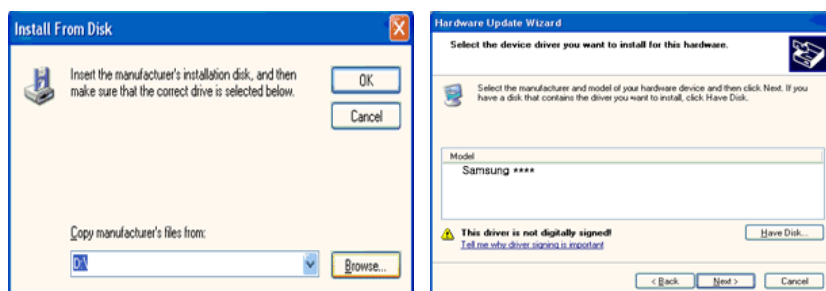 Install From Disk
Insert the manufacturer's installation disk, and then
make sure that the correct drive is selected below.
OK
Cancel
Copy manufacturer's files from:
D:\
Browse...
Hardware Update Wizard
Select the device driver you want to install for this hardware.
Select the manufacturer and model of your hardware device and then click Next. If you
have a disk that contains the driver you want to install, click Have Disk.
Model
Samsung ****
This driver is not digitally signed!
Tell me why driver signing is important
Have Disk...
< Back
Next >
Cancel